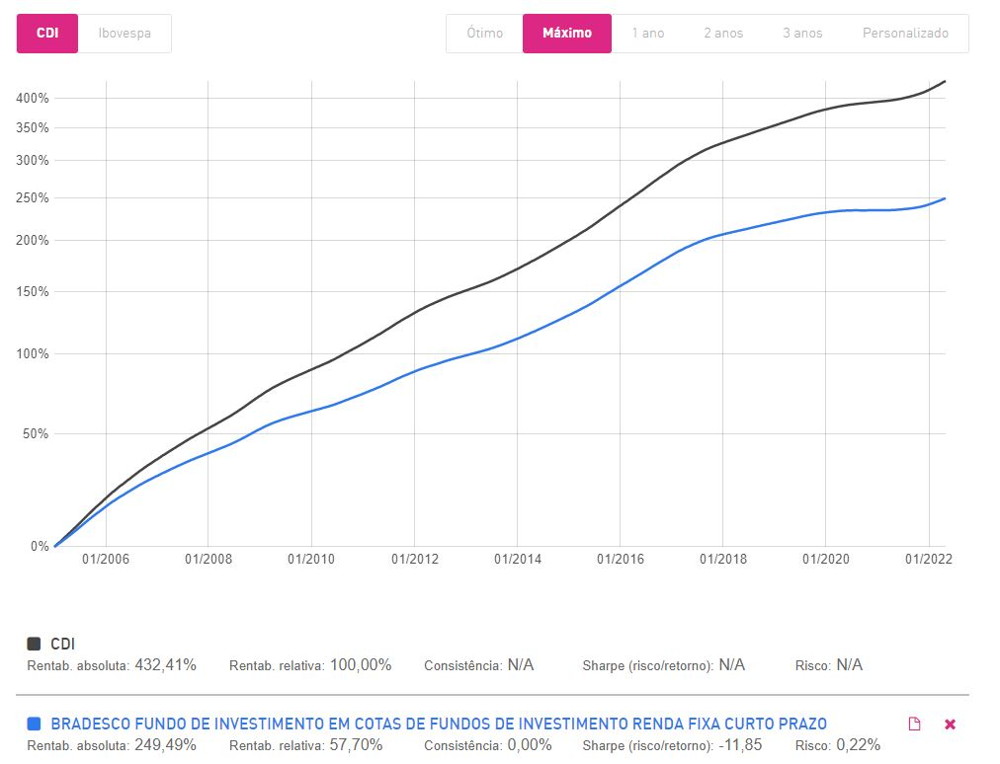 CDI Ibovespa Ótimo Máximo 1 ano 2 anos 3 anos Personalizado
400%
350%
300%
250%
200%
150%
100%
50%
0%
01/2006 01/2008 01/2010 01/2012 01/2014 01/2016 01/2018 01/2020 01/2022
CDI
Rentab. absoluta: 432,41% Rentab. relativa: 100,00% Consistência: N/A Sharpe (risco/retorno): N/A Risco: N/A
BRADESCO FUNDO DE INVESTIMENTO EM COTAS DE FUNDOS DE INVESTIMENTO RENDA FIXA CURTO PRAZO
Rentab. absoluta: 249,49% Rentab. relativa: 57,70% Consistência: 0,00% Sharpe (risco/retorno): -11,85 Risco: 0,22%